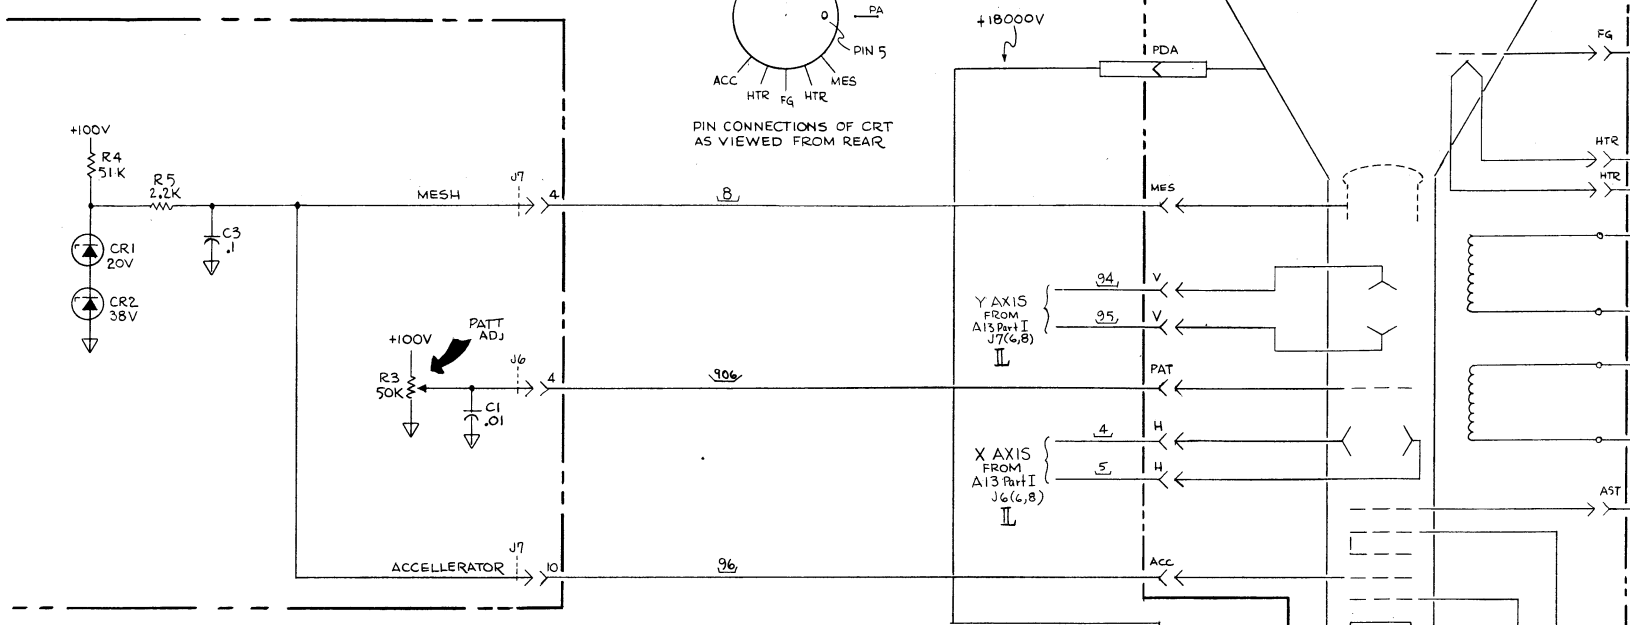 PA
+18000V
PIN 5
PDA
FG
ACC
HTR
FG
HTR
MES
PIN CONNECTIONS OF CRT
AS VIEWED FROM REAR
+100V
R4
51K
R5
2.2K
MESH
J7
4
8
MES
HTR
HTR
C3
.1
CR1
20V
CR2
38V
94
V
Y AXIS
FROM
A13 Part I
J7(6,8)
95
V
PATT
ADJ
+100V
R3
50K
J6
4
906
PAT
C1
.01
4
H
X AXIS
FROM
A13 Part I
J6(6,8)
5
H
AST
ACCELLERATOR
J7
10
96
ACC